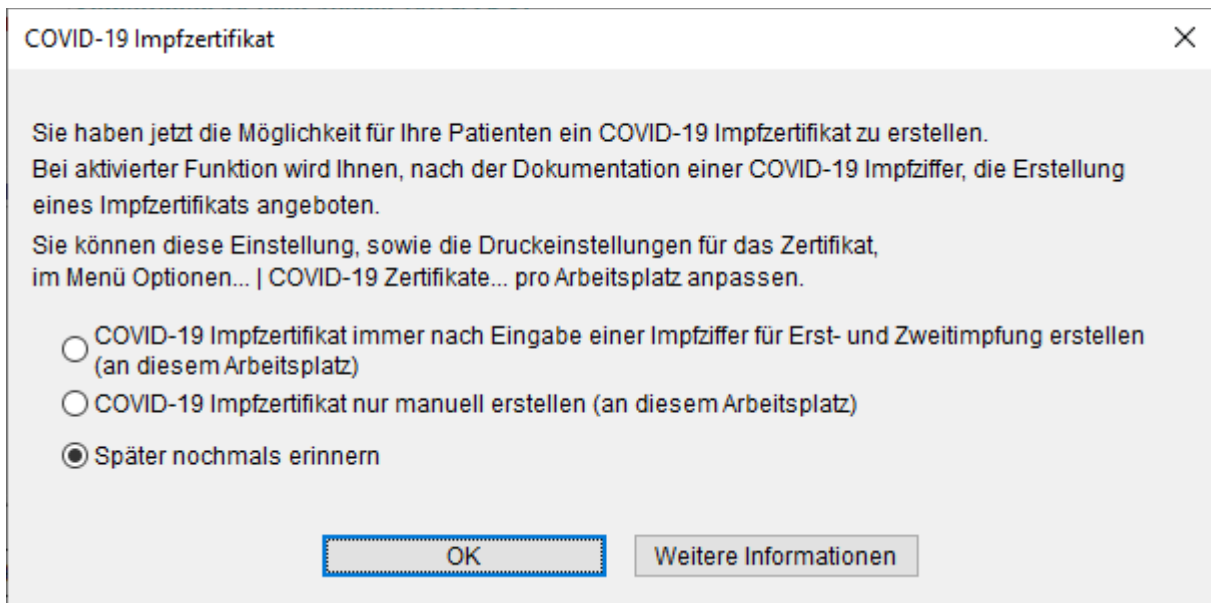 COVID-19 Impfzertifikat
Sie haben jetzt die Möglichkeit für Ihre Patienten ein COVID-19 Impfzertifikat zu erstellen.
Bei aktivierter Funktion wird Ihnen, nach der Dokumentation einer COVID-19 Impfziffer, die Erstellung
eines Impfzertifikats angeboten.
Sie können diese Einstellung, sowie die Druckeinstellungen für das Zertifikat,
im Menü Optionen... | COVID-19 Zertifikate... pro Arbeitsplatz anpassen.
COVID-19 Impfzertifikat immer nach Eingabe einer Impfziffer für Erst- und Zweitimpfung erstellen
(an diesem Arbeitsplatz)
COVID-19 Impfzertifikat nur manuell erstellen (an diesem Arbeitsplatz)
Später nochmals erinnern
OK
Weitere Informationen